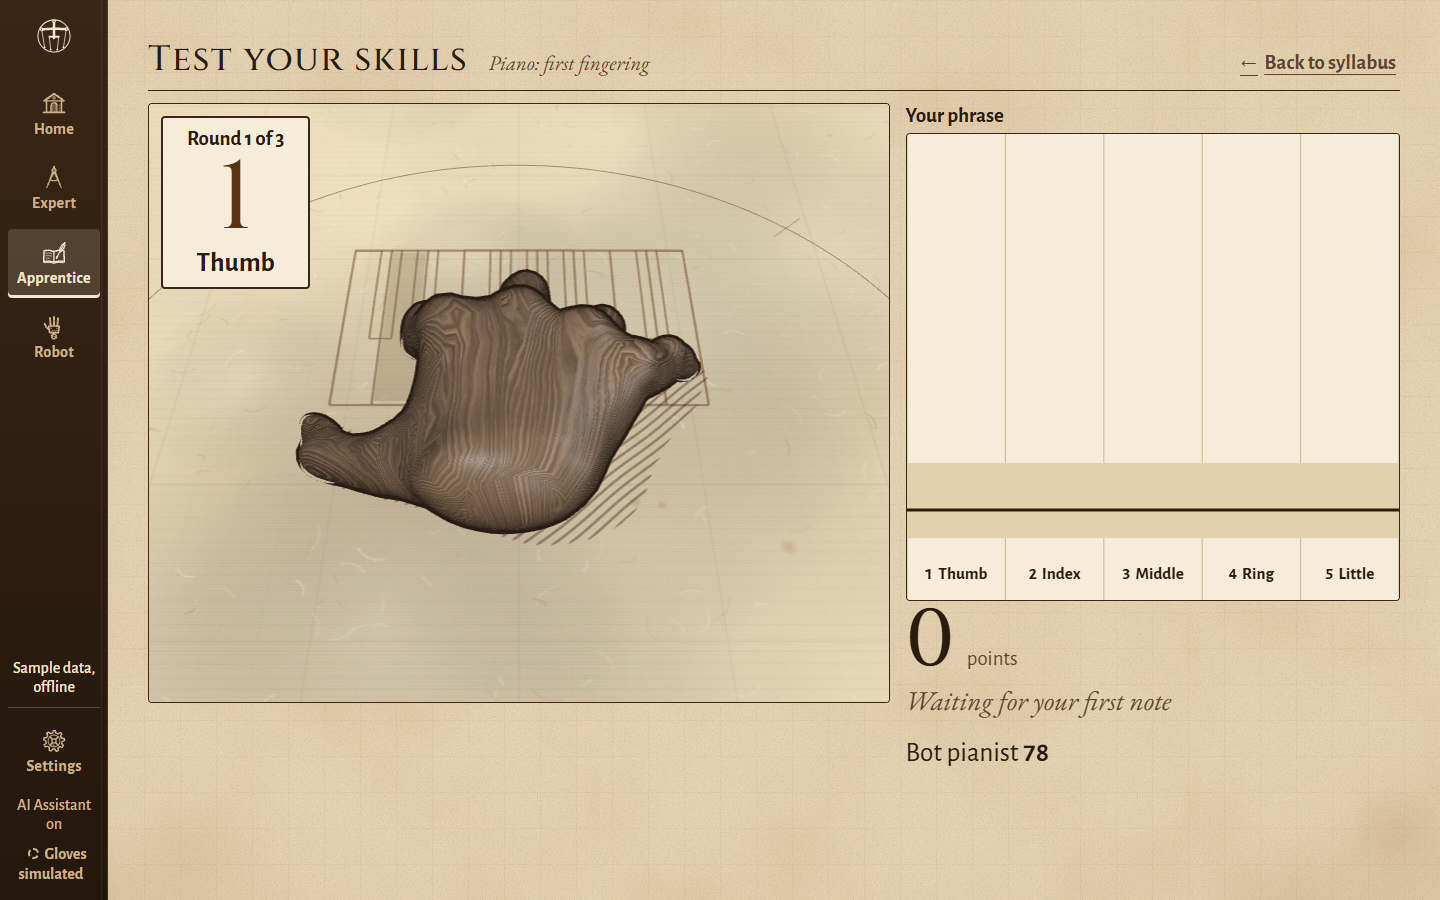 Home
Expert
Apprentice
Robot
Sample data,
offline
Settings
AI Assistant
on
Gloves
simulated
TEST YOUR SKILLS
Piano: first fingering
← Back to syllabus
Round 1 of 3
1
Thumb
Your phrase
1 Thumb
2 Index
3 Middle
4 Ring
5 Little
0 points
Waiting for your first note
Bot pianist 78